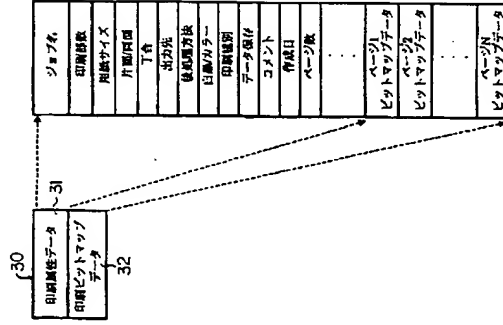 30
印刷属性データ
31
印刷ビットマップ
データ
32
ジョブ名
印刷部数
用紙サイズ
片面/両面
丁合
出力先
後処理方法
白黒/カラー
印刷種別
データ保存
コメント
作成日
ページ数
ページ1
ビットマップデータ
ページ2
ビットマップデータ
ページN
ビットマップデータ